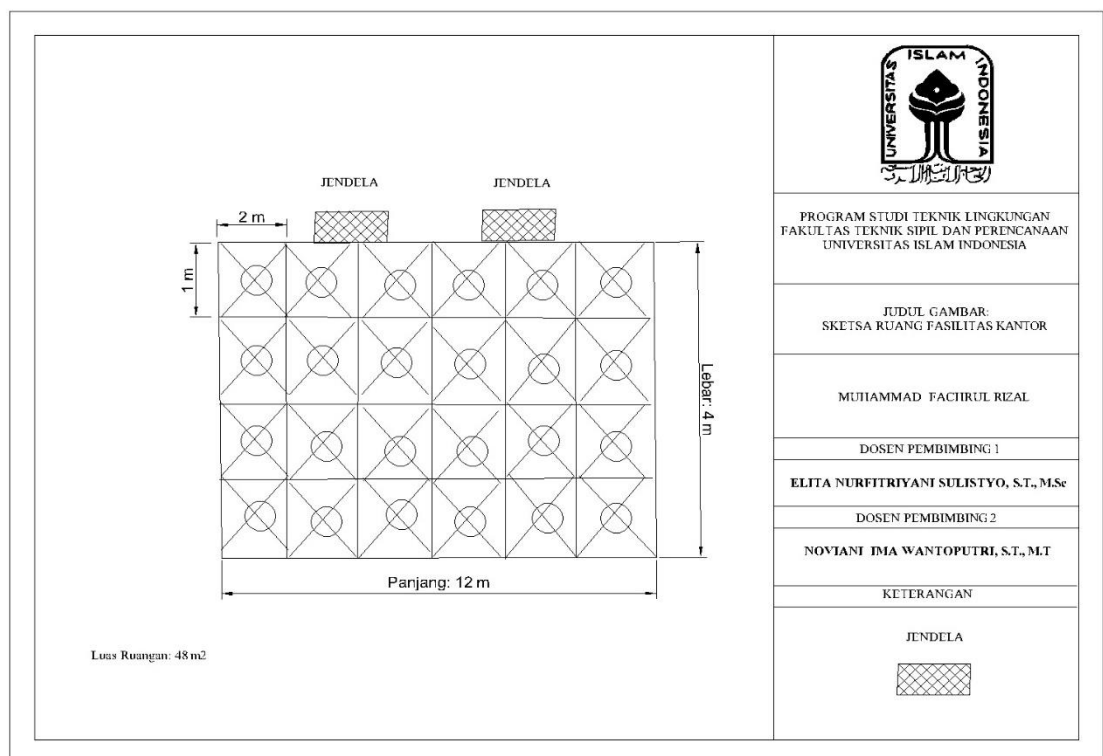 JENDELA
JENDELA
2 m
1 m
Lebar: 4 m
Panjang: 12 m
Luas Ruangan: 48 m2
UNIVERSITAS ISLAM INDONESIA
PROGRAM STUDI TEKNIK LINGKUNGAN
FAKULTAS TEKNIK SIPIL DAN PERENCANAAN
UNIVERSITAS ISLAM INDONESIA
JUDUL GAMBAR:
SKETSA RUANG FASILITAS KANTOR
MUHAMMAD FACHRUL RIZAL
DOSEN PEMBIMBING 1
ELITA NURFITRIYANI SULISTYO, S.T., M.Sc
DOSEN PEMBIMBING 2
NOVIANI IMA WANTOPUTRI, S.T., M.T
KETERANGAN
JENDELA